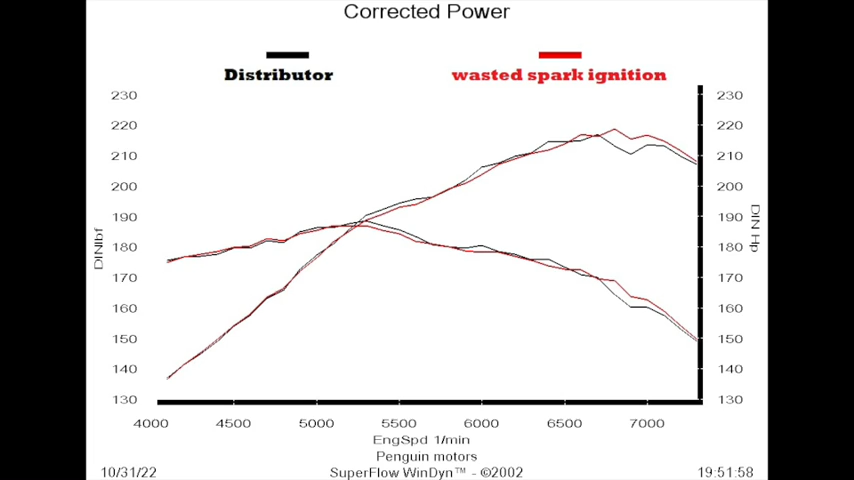 Corrected Power
Distributor wasted spark ignition
230 230
220 220
210 210
200 200
190 190
180 180
170 170
160 160
150 150
140 140
130 130
DINlbf
DIN Hp
4000 4500 5000 5500 6000 6500 7000
EngSpd 1/min
Penguin motors
10/31/22 SuperFlow WinDyn™ - ©2002 19:51:58